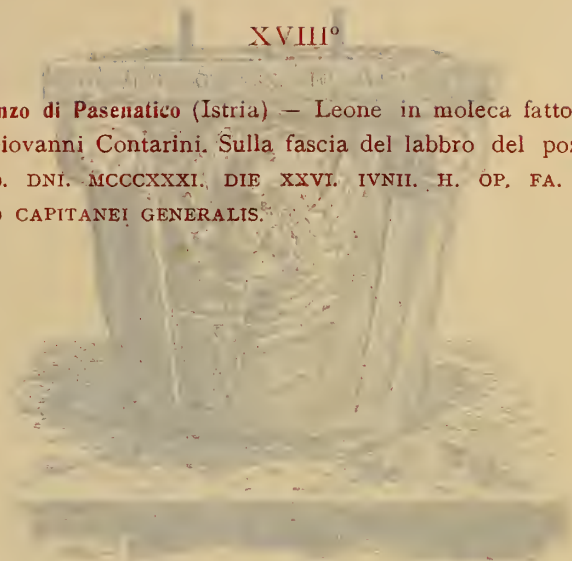 XVIII°
nzo di Pasenatico (Istria) — Leone in moleca fatto
iovanni Contarini. Sulla fascia del labbro del po
. DNĪ. MCCCXXXI. DIE XXVI. IVNII. H. OP. FA.
CAPITANEI GENERALIS.